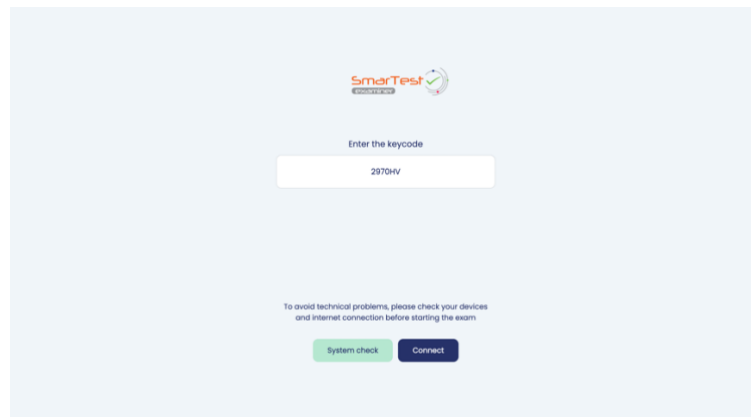 SmarTest
examiner
Enter the keycode
2970HV
To avoid technical problems, please check your devices
and internet connection before starting the exam
System check
Connect